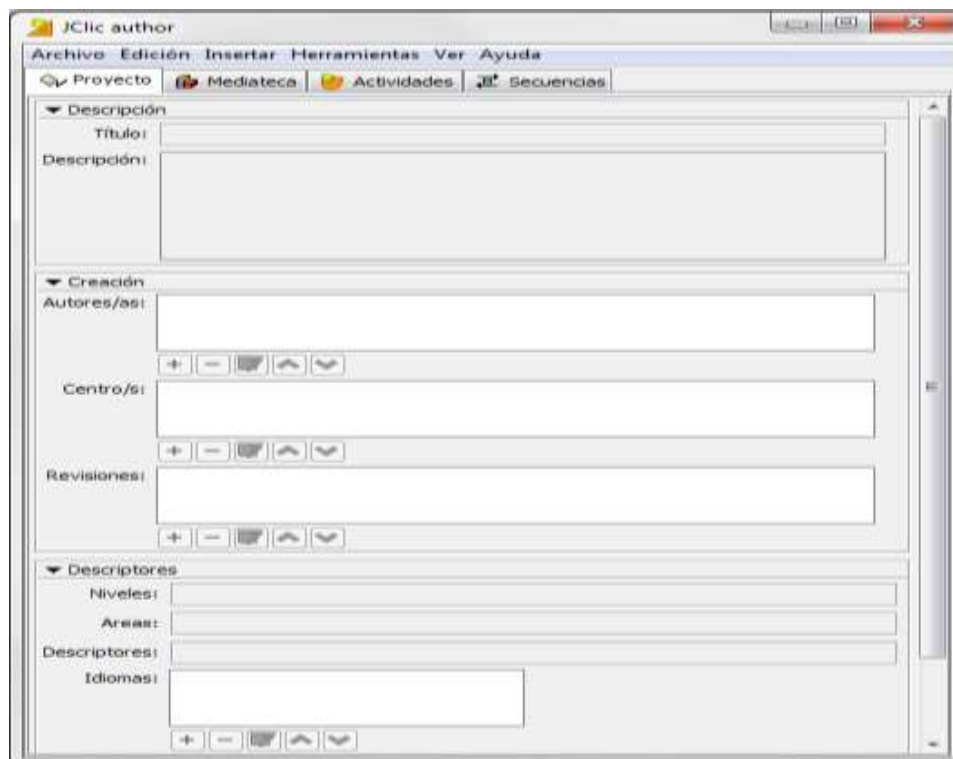 JClic author
Archivo Edición Insertar Herramientas Ver Ayuda
Proyecto Mediateca Actividades Secuencias
Descripción
Título:
Descripción:
Creación
Autores/as:
Centro/s:
Revisiones:
Descriptores
Niveles:
Areas:
Descriptores:
Idiomas: